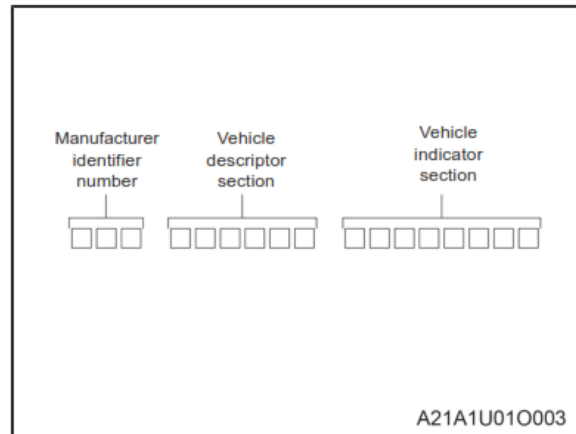 Manufacturer
identifier
number
Vehicle
descriptor
section
Vehicle
indicator
section
A21A1U01O003